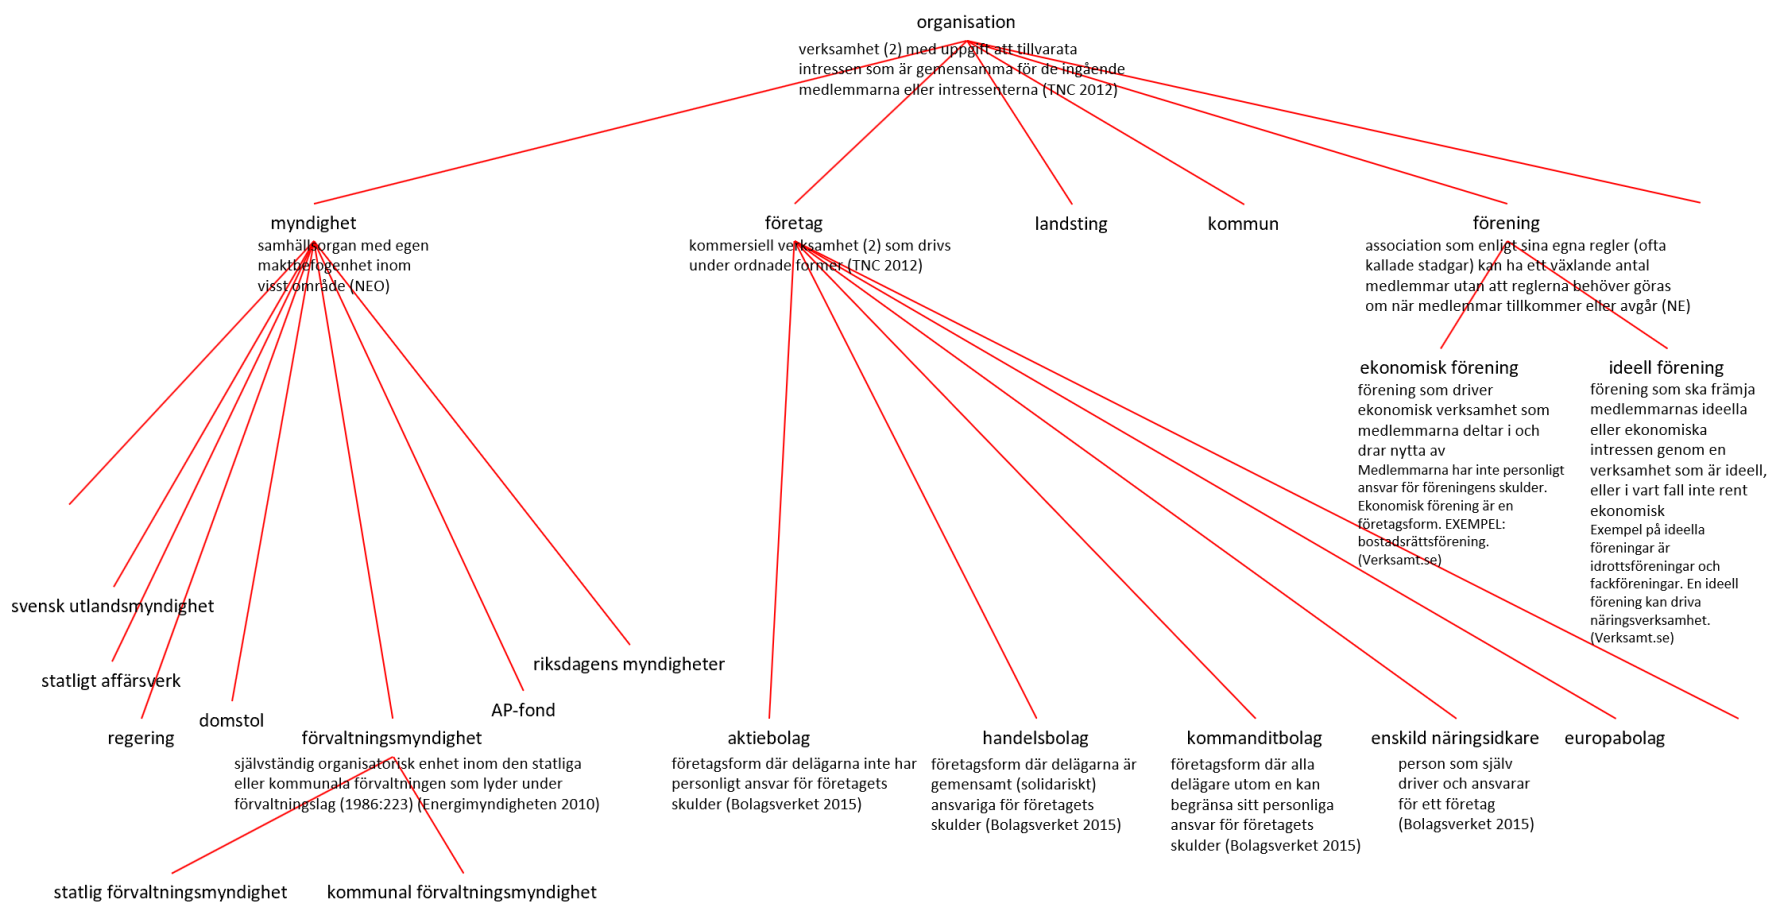 organisation
verksamhet (2) med uppgift att tillvarata
intressen som är gemensamma för de ingående
medlemmarna eller intressenterna (TNC 2012)
myndighet
samhällsorgan med egen
maktbefogenhet inom
visst område (NEO)
företag
kommersiell verksamhet (2) som drivs
under ordnade former (TNC 2012)
landsting
kommun
förening
association som enligt sina egna regler (ofta
kallade stadgar) kan ha ett växlande antal
medlemmar utan att reglerna behöver göras
om när medlemmar tillkommer eller avgår (NE)
ekonomisk förening
förening som driver
ekonomisk verksamhet som
medlemmarna deltar i och
drar nytta av
Medlemmarna har inte personligt
ansvar för föreningens skulder.
Ekonomisk förening är en
företagsform. EXEMPEL:
bostadsrättsförening.
(Verksamt.se)
ideell förening
förening som ska främja
medlemmarnas ideella
eller ekonomiska
intressen genom en
verksamhet som är ideell,
eller i vart fall inte rent
ekonomisk
Exempel på ideella
föreningar är
idrottsföreningar och
fackföreningar. En ideell
förening kan driva
näringsverksamhet.
(Verksamt.se)
svensk utlandsmyndighet
statligt affärsverk
regering
domstol
förvaltningsmyndighet
självständig organisatorisk enhet inom den statliga
eller kommunala förvaltningen som lyder under
förvaltningslag (1986:223) (Energimyndigheten 2010)
AP-fond
riksdagens myndigheter
aktiebolag
företagsform där delägarna inte har
personligt ansvar för företagets
skulder (Bolagsverket 2015)
handelsbolag
företagsform där delägarna är
gemensamt (solidariskt)
ansvariga för företagets
skulder (Bolagsverket 2015)
kommanditbolag
företagsform där alla
delägare utom en kan
begränsa sitt personliga
ansvar för företagets
skulder (Bolagsverket 2015)
enskild näringsidkare
person som själv
driver och ansvarar
för ett företag
(Bolagsverket 2015)
europabolag
statlig förvaltningsmyndighet
kommunal förvaltningsmyndighet